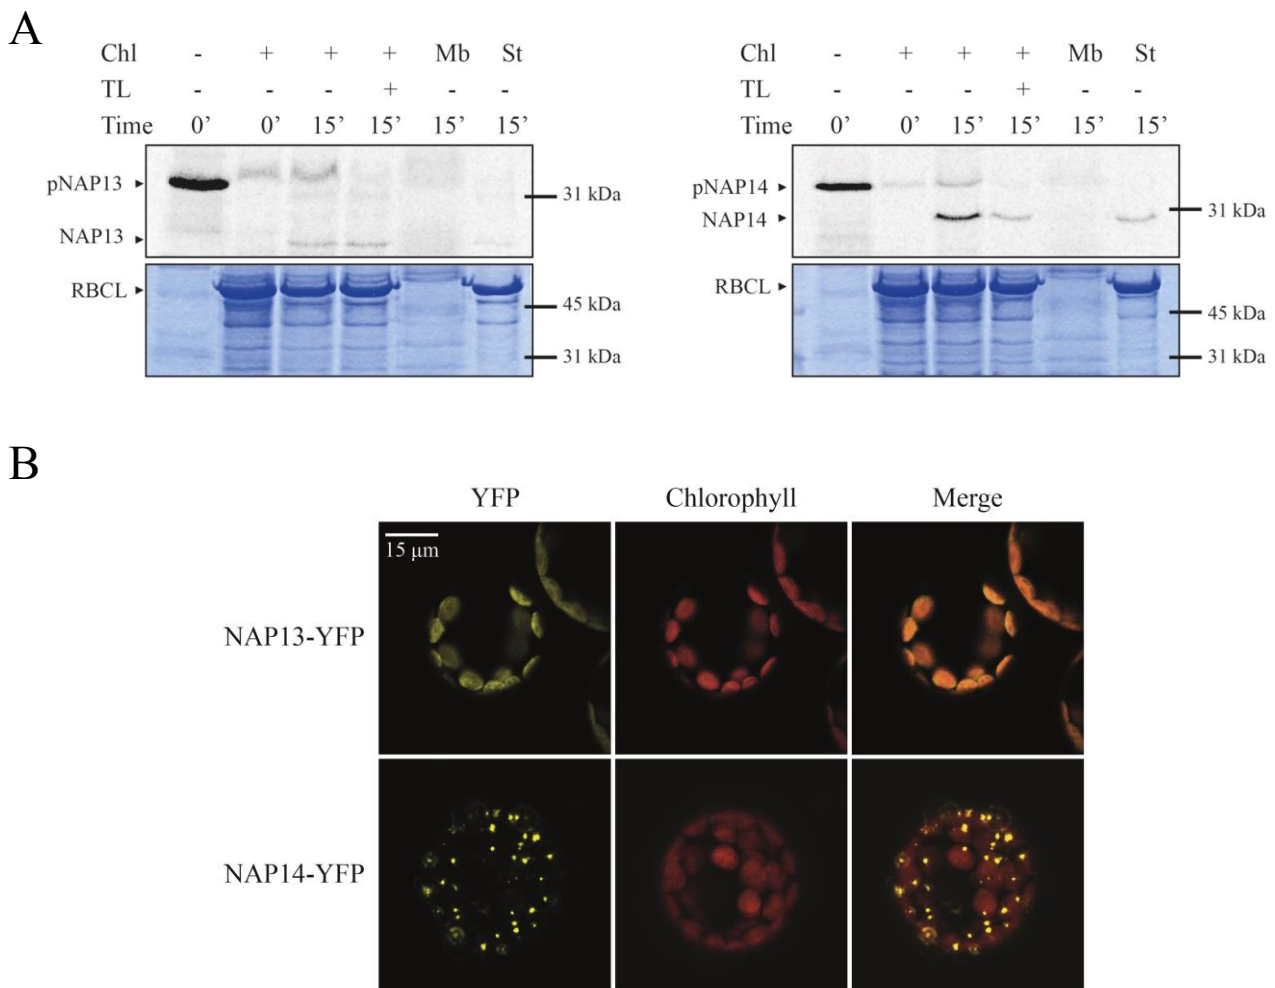 A
Chl - + + + Mb St
TL - - - + - -
Time 0’ 0’ 15’ 15’ 15’ 15’
pNAP13
31 kDa
NAP13
RBCL
45 kDa
31 kDa
Chl - + + + Mb St
TL - - - + - -
Time 0’ 0’ 15’ 15’ 15’ 15’
pNAP14
31 kDa
NAP14
RBCL
45 kDa
31 kDa
B
YFP Chlorophyll Merge
15 µm
NAP13-YFP
NAP14-YFP